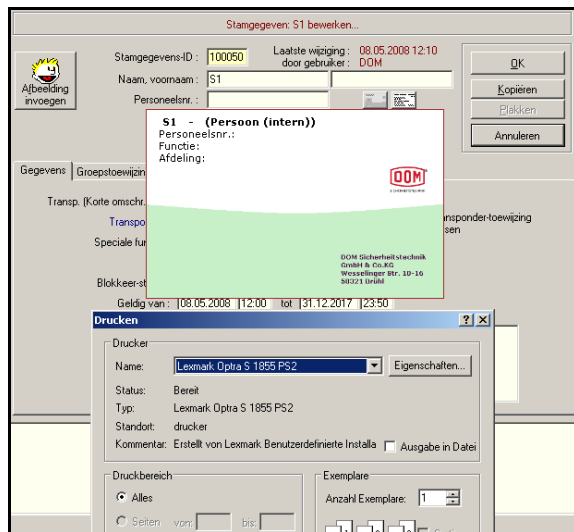 Stamgegeven: S1 bewerken...
Afbeelding
invoegen
Stamgegevens-ID : 100050
Laatste wijziging : 08.05.2008 12:10
door gebruiker : DOM
Naam, voornaam : S1
Personeelsnr. :
OK
Kopiëren
Plakken
Annuleren
S1 - (Persoon (intern))
Personeelsnr.:
Functie:
Afdeling:
DOM
SICHERHEITSTECHNIK
DOM Sicherheitstechnik
GmbH & Co.KG
Wesselinger Str. 10-16
50321 Brühl
Gegevens
Groepstoewijzin
Transp. (Korte omschr.
Transpo
nsponder-toewijzing
sen
Speciale fur
Blokkeer-st
Geldig van : 08.05.2008 12:00 tot 31.12.2017 23:50
Drucken
Drucker
Name: Lexmark Optra S 1855 PS2
Eigenschaften...
Status: Bereit
Typ: Lexmark Optra S 1855 PS2
Standort: drucker
Kommentar: Erstellt von Lexmark Benutzerdefinierte Installa
Ausgabe in Datei
Druckbereich
Alles
Seiten von: bis:
Exemplare
Anzahl Exemplare: 1